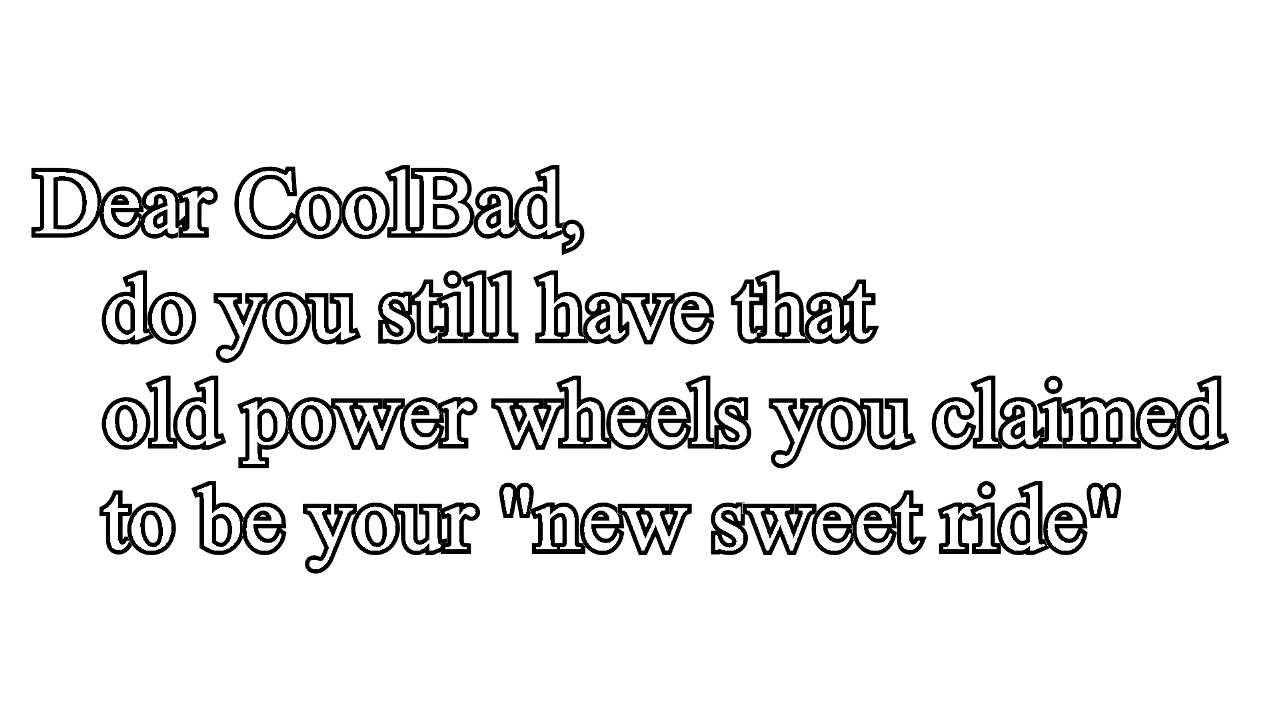 Dear CoolBad,
do you still have that
old power wheels you claimed
to be your "new sweet ride"